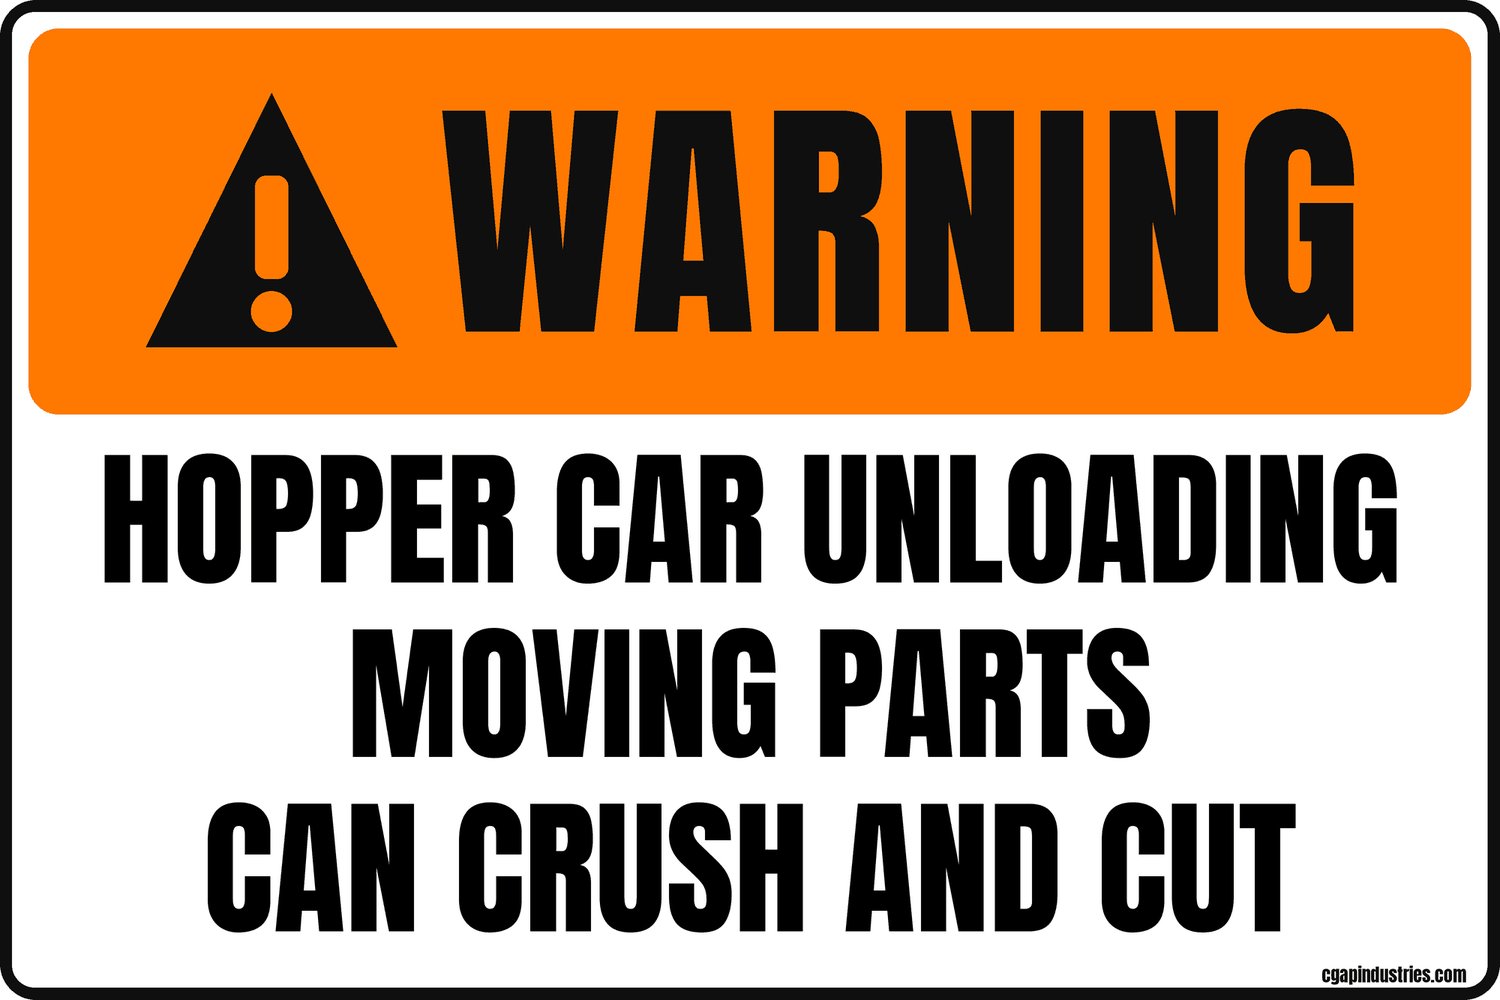 WARNING
HOPPER CAR UNLOADING
MOVING PARTS
CAN CRUSH AND CUT
cgapindustries.com